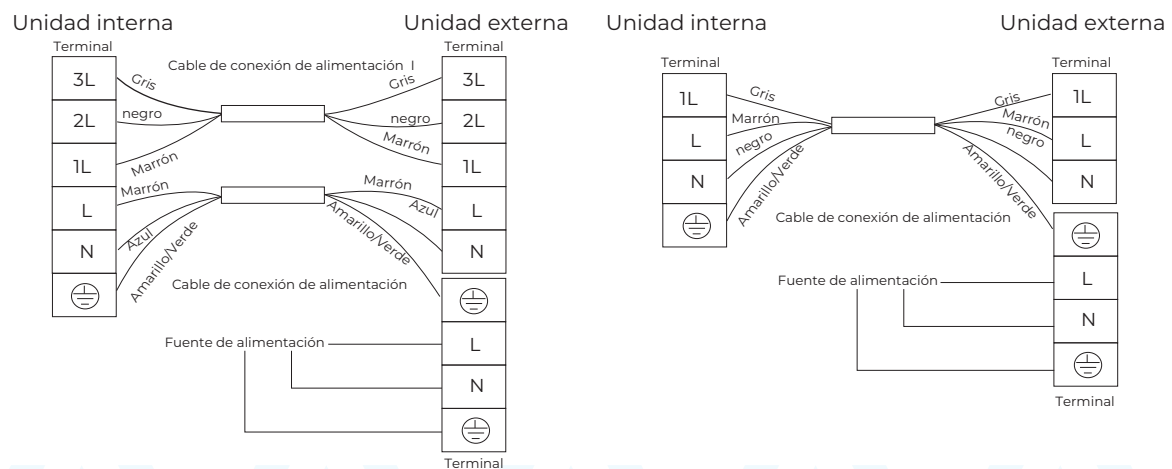 Unidad interna
Unidad externa
Terminal
Terminal
Cable de conexión de alimentación I
3L
Gris
Gris
3L
2L
negro
negro
2L
1L
Marrón
Marrón
1L
L
Marrón
Marrón
L
N
Azul
Azul
N
Amarillo/Verde
Amarillo/Verde
Cable de conexión de alimentación
Fuente de alimentación
L
N
Terminal
Unidad interna
Unidad externa
Terminal
Terminal
1L
Gris
Gris
1L
L
Marrón
Marrón
L
negro
negro
N
N
Amarillo/Verde
Amarillo/Verde
Cable de conexión de alimentación
Fuente de alimentación
L
N
Terminal